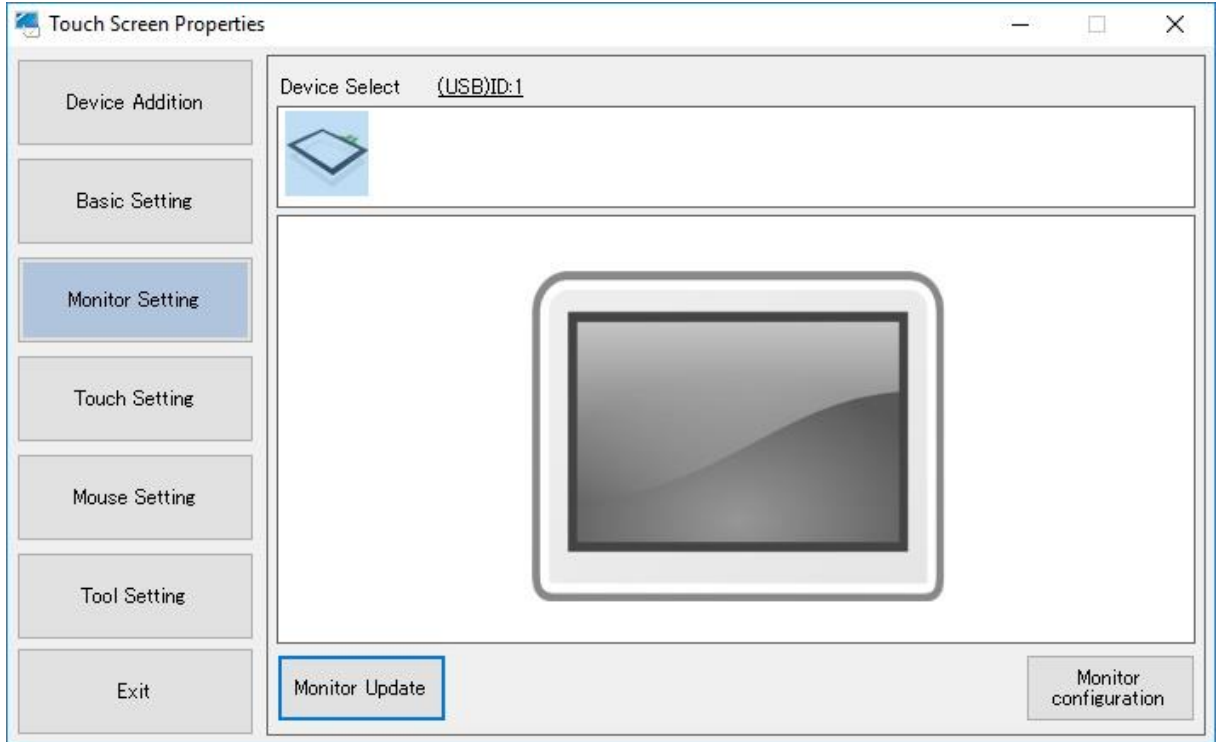 Touch Screen Properties
Device Addition
Basic Setting
Monitor Setting
Touch Setting
Mouse Setting
Tool Setting
Exit
Device Select (USB)ID:1
Monitor Update
Monitor
configuration